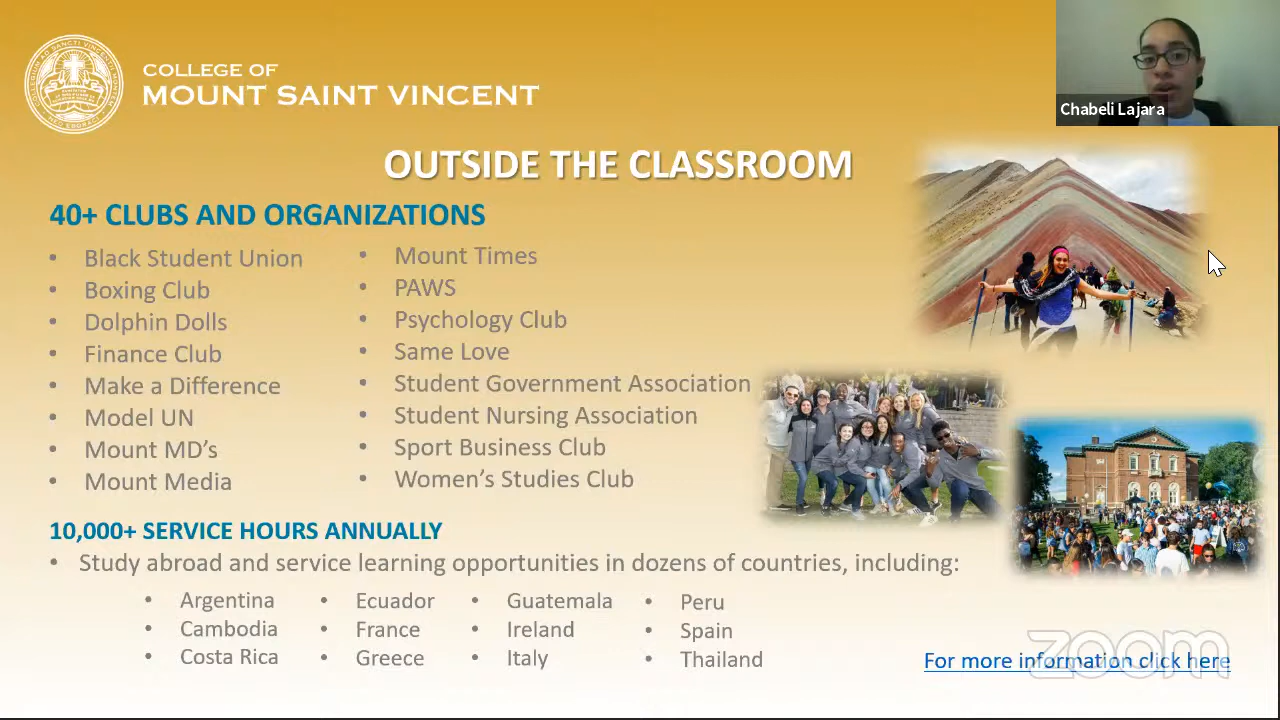 COLLEGE OF
MOUNT SAINT VINCENT
Chabeli Lajara
OUTSIDE THE CLASSROOM
40+ CLUBS AND ORGANIZATIONS
• Black Student Union
• Boxing Club
• Dolphin Dolls
• Finance Club
• Make a Difference
• Model UN
• Mount MD's
• Mount Media
• Mount Times
• PAWS
• Psychology Club
• Same Love
• Student Government Association
• Student Nursing Association
• Sport Business Club
• Women's Studies Club
10,000+ SERVICE HOURS ANNUALLY
• Study abroad and service learning opportunities in dozens of countries, including:
• Argentina
• Cambodia
• Costa Rica
• Ecuador
• France
• Greece
• Guatemala
• Ireland
• Italy
• Peru
• Spain
• Thailand
For more information click here
zoom